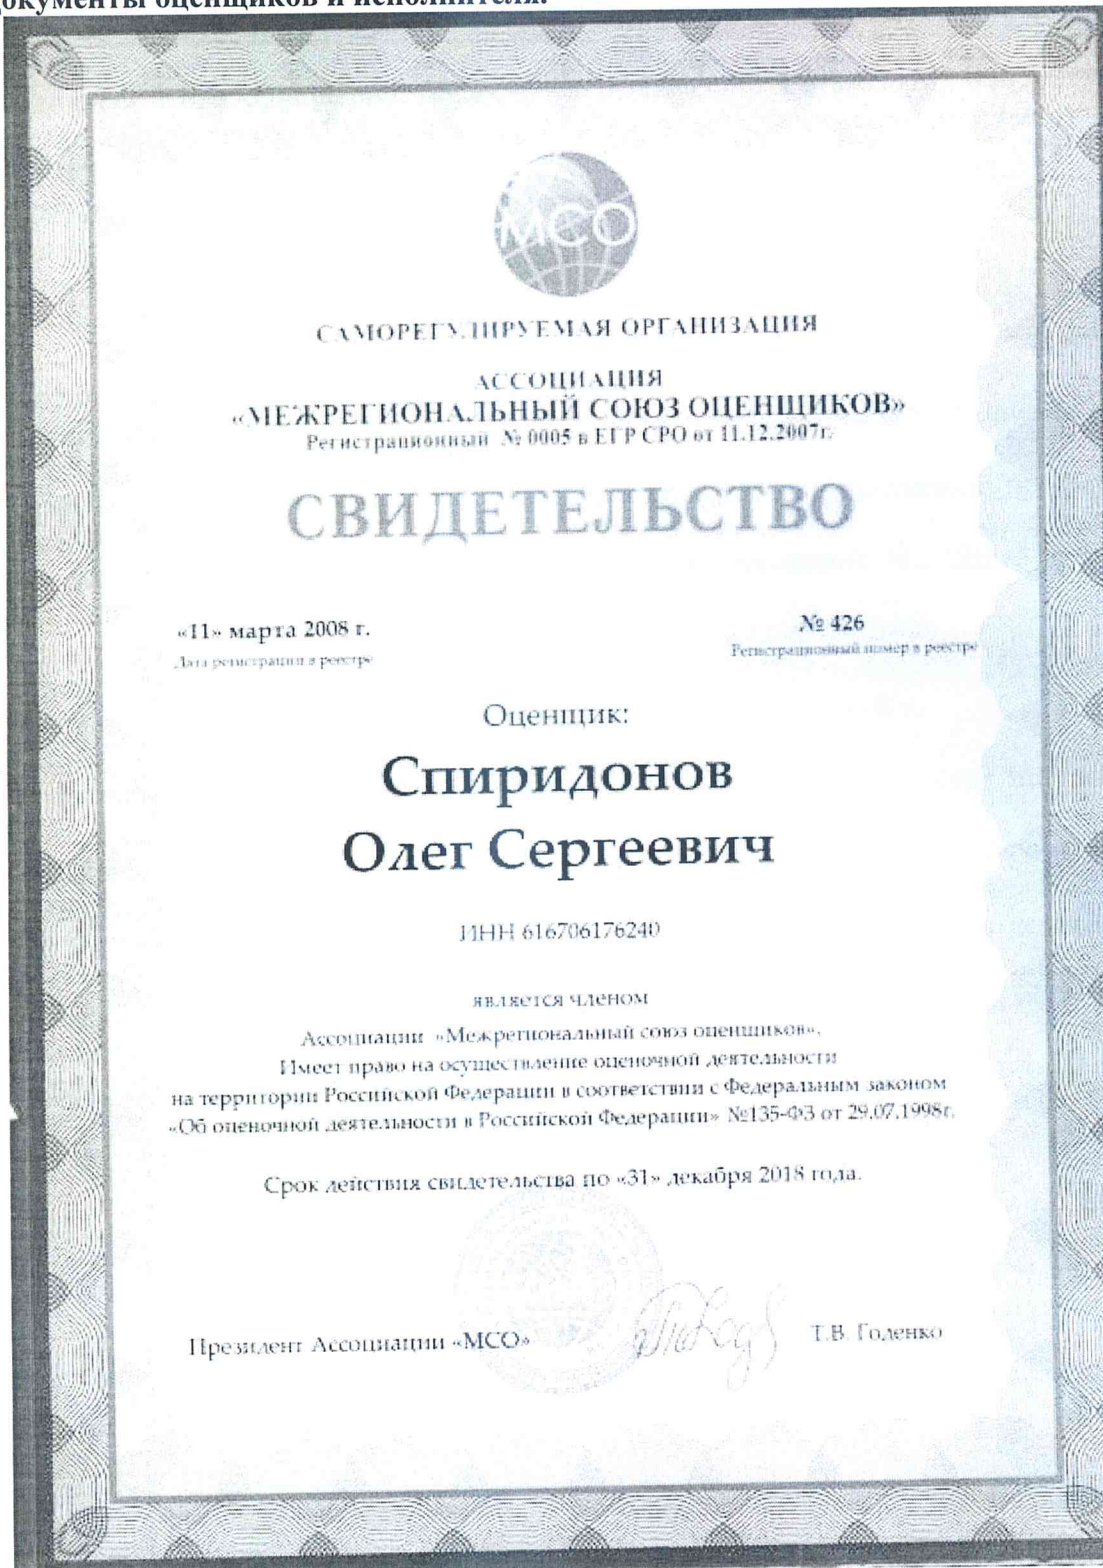 документы оценщиков и исполнителя.
МСО
САМОРЕГУЛИРУЕМАЯ ОРГАНИЗАЦИЯ
АССОЦИАЦИЯ
«МЕЖРЕГИОНАЛЬНЫЙ СОЮЗ ОЦЕНЩИКОВ»
Регистрационный № 0005 в ЕГР СРО от 11.12.2007г.
СВИДЕТЕЛЬСТВО
«11» марта 2008 г.
Дата регистрации в реестре
№ 426
Регистрационный номер в реестре
Оценщик:
Спиридонов
Олег Сергеевич
ИНН 616706176240
является членом
Ассоциации «Межрегиональный союз оценщиков».
Имеет право на осуществление оценочной деятельности
на территории Российской Федерации в соответствии с Федеральным законом
«Об оценочной деятельности в Российской Федерации» №135-ФЗ от 29.07.1998г.
Срок действия свидетельства по «31» декабря 2018 года.
Президент Ассоциации «МСО»
Т.В. Годенко